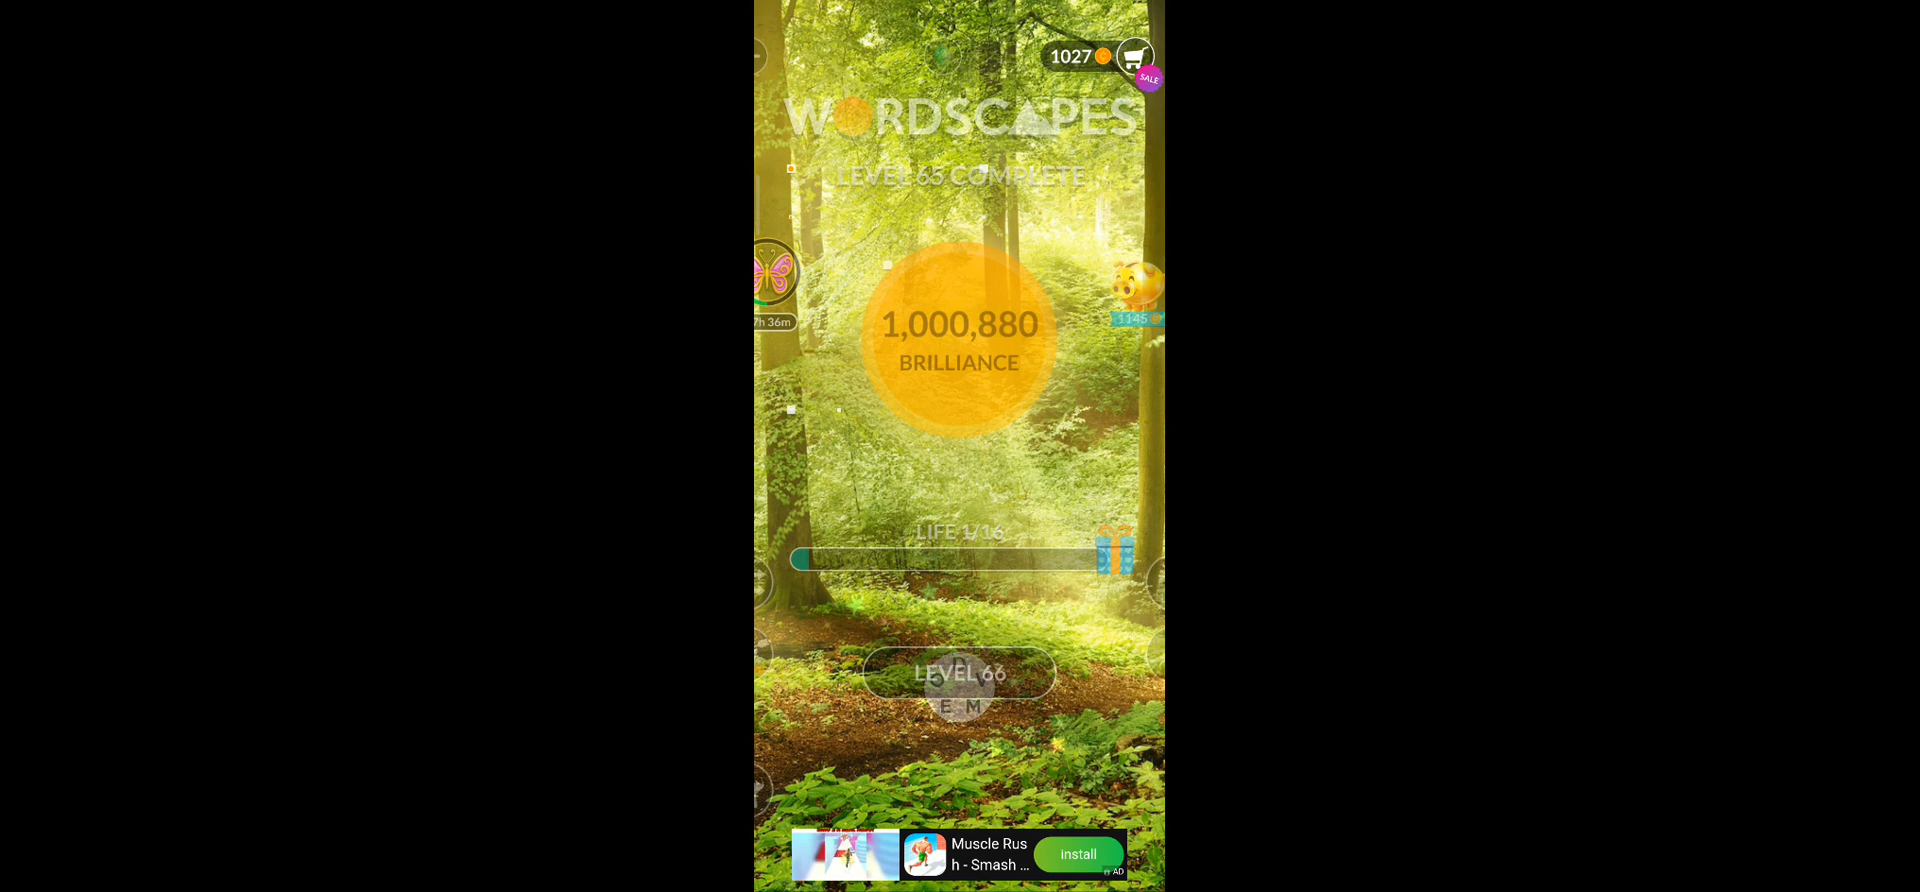 1027
SALE
WORDSCAPES
LEVEL 65 COMPLETE
7h 36m
1145
1,000,880
BRILLIANCE
LIFE 1/16
LEVEL 66
D
O V
E M
Muscle Rus
h - Smash ...
install
AD